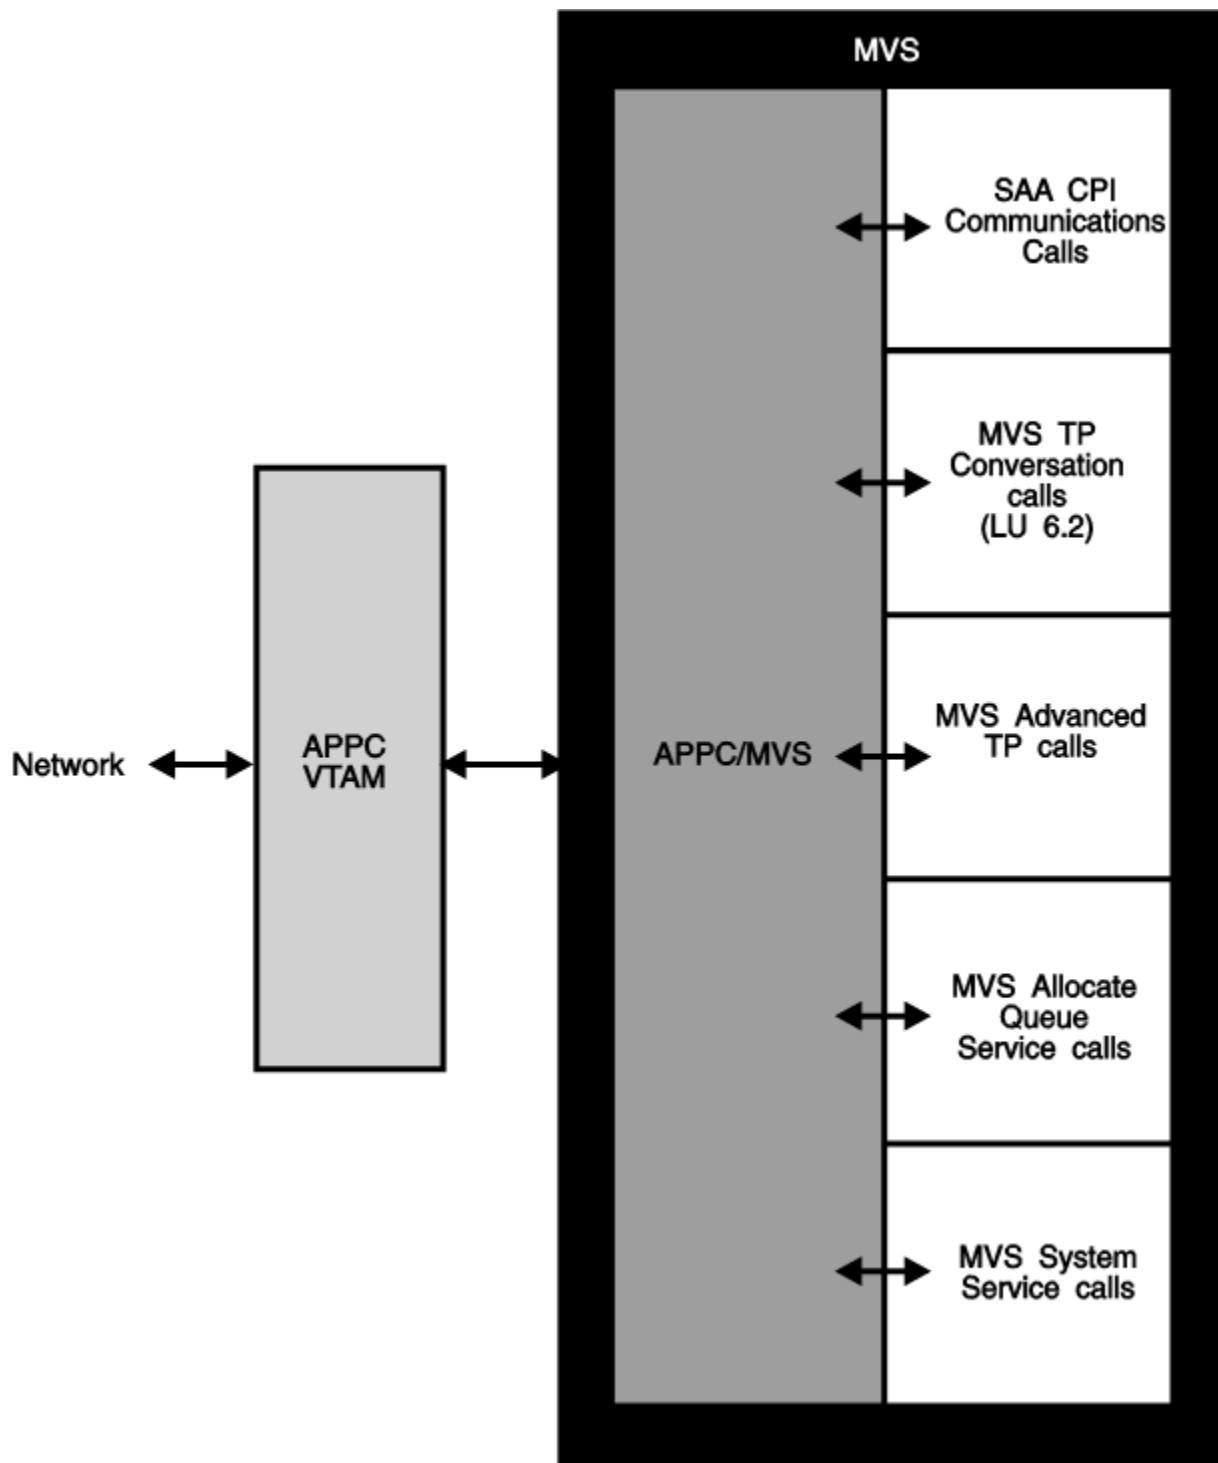 MVS
SAA CPI
Communications
Calls
MVS TP
Conversation
calls
(LU 6.2)
MVS Advanced
TP calls
MVS Allocate
Queue
Service calls
MVS System
Service calls
APPC/MVS
APPC
VTAM
Network